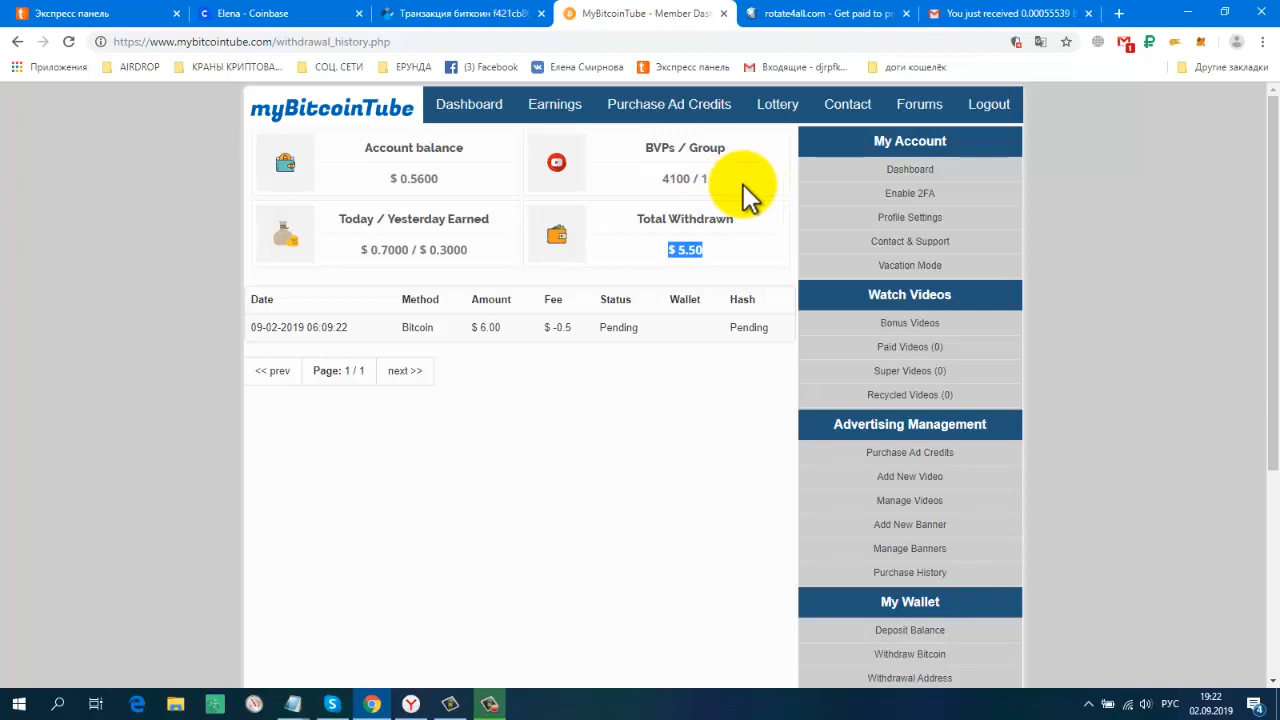 Экспресс панель
Elena - Coinbase
Транзакция биткоин f421cb8
MyBitcoinTube - Member Das
rotate4all.com - Get paid to pr
You just received 0.00055539 B
https://www.mybitcointube.com/withdrawal_history.php
Приложения
AIRDROP
КРАНЫ КРИПТОВА...
СОЦ. СЕТИ
ЕРУНДА
(3) Facebook
Елена Смирнова
Экспресс панель
Входящие - djrpfk...
доги кошелёк
Другие закладки
myBitcoinTube
Dashboard
Earnings
Purchase Ad Credits
Lottery
Contact
Forums
Logout
Account balance
$ 0.5600
BVPs / Group
4100 / 1
Today / Yesterday Earned
$ 0.7000 / $ 0.3000
Total Withdrawn
$ 5.50
Date Method Amount Fee Status Wallet Hash
09-02-2019 06:09:22 Bitcoin $ 6.00 $ -0.5 Pending Pending
<< prev Page: 1 / 1 next >>
My Account
Dashboard
Enable 2FA
Profile Settings
Contact & Support
Vacation Mode
Watch Videos
Bonus Videos
Paid Videos (0)
Super Videos (0)
Recycled Videos (0)
Advertising Management
Purchase Ad Credits
Add New Video
Manage Videos
Add New Banner
Manage Banners
Purchase History
My Wallet
Deposit Balance
Withdraw Bitcoin
Withdrawal Address
РУС
19:22
02.09.2019